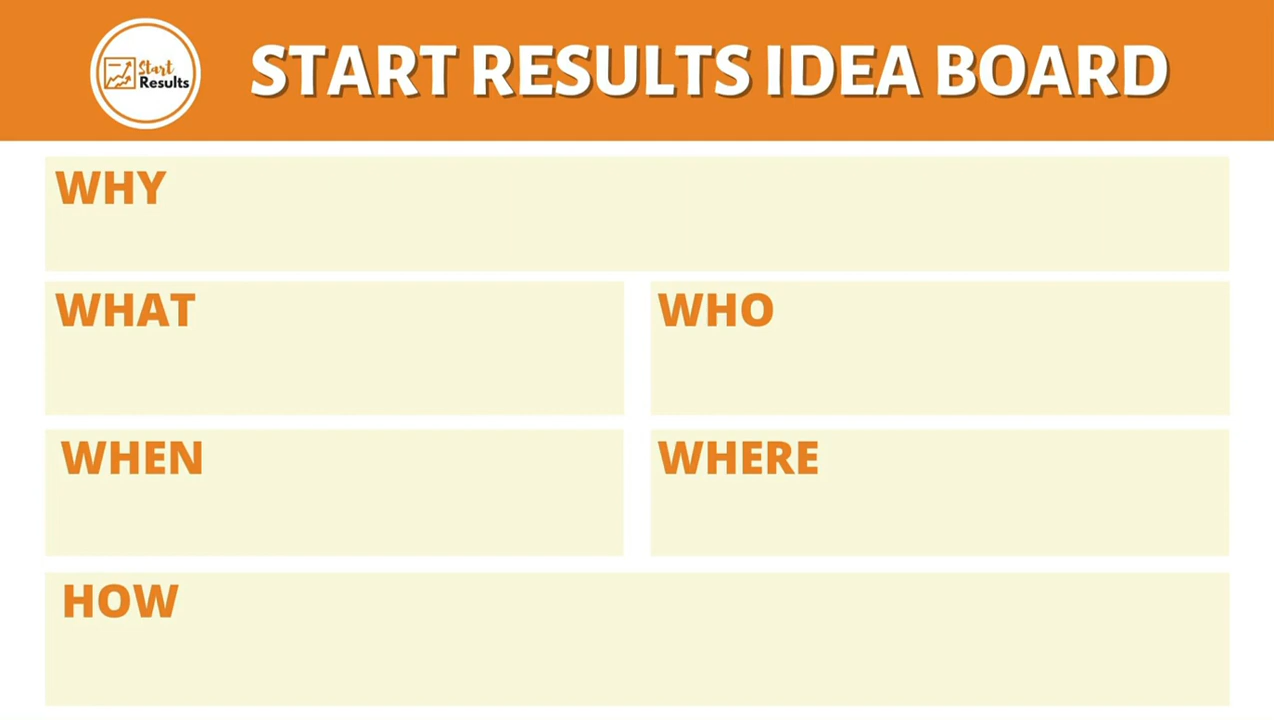 Start
Results
START RESULTS IDEA BOARD
WHY
WHAT
WHO
WHEN
WHERE
HOW